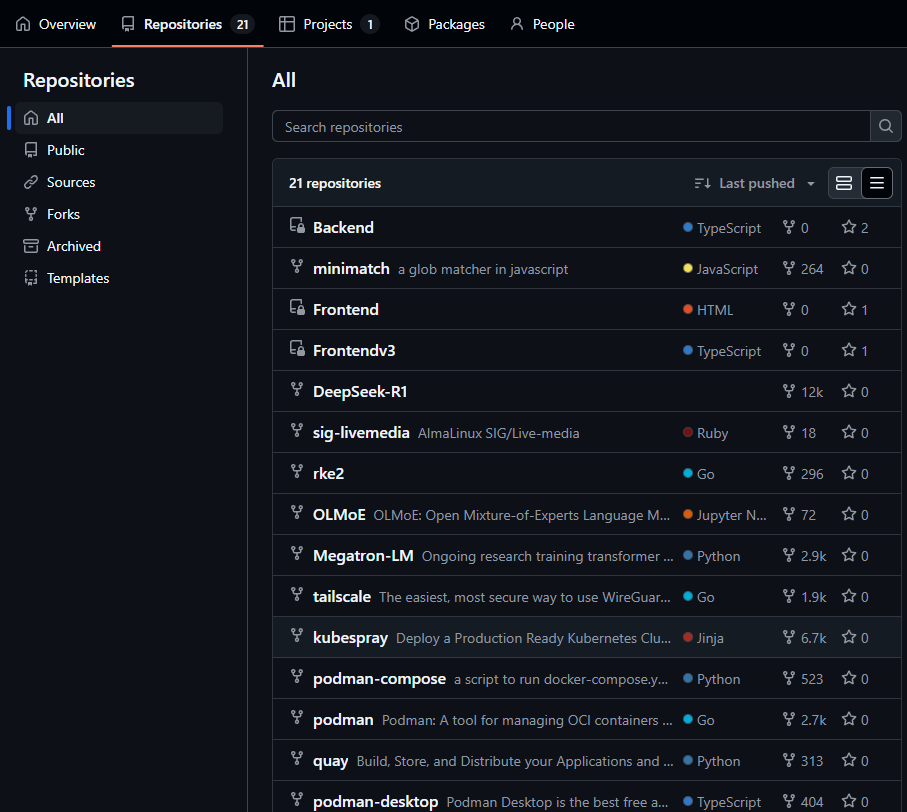 Overview Repositories 21 Projects 1 Packages People
Repositories
All
Public
Sources
Forks
Archived
Templates
All
Search repositories
21 repositories Last pushed
Backend TypeScript 0 2
minimatch a glob matcher in javascript JavaScript 264 0
Frontend HTML 0 1
Frontendv3 TypeScript 0 1
DeepSeek-R1 12k 0
sig-livemedia AlmaLinux SIG/Live-media Ruby 18 0
rke2 Go 296 0
OLMoE OLMoE: Open Mixture-of-Experts Language M... Jupyter N... 72 0
Megatron-LM Ongoing research training transformer ... Python 2.9k 0
tailscale The easiest, most secure way to use WireGuar... Go 1.9k 0
kubespray Deploy a Production Ready Kubernetes Clu... Jinja 6.7k 0
podman-compose a script to run docker-compose.y... Python 523 0
podman Podman: A tool for managing OCI containers ... Go 2.7k 0
quay Build, Store, and Distribute your Applications and ... Python 313 0
podman-desktop Podman Desktop is the best free a... TypeScript 404 0